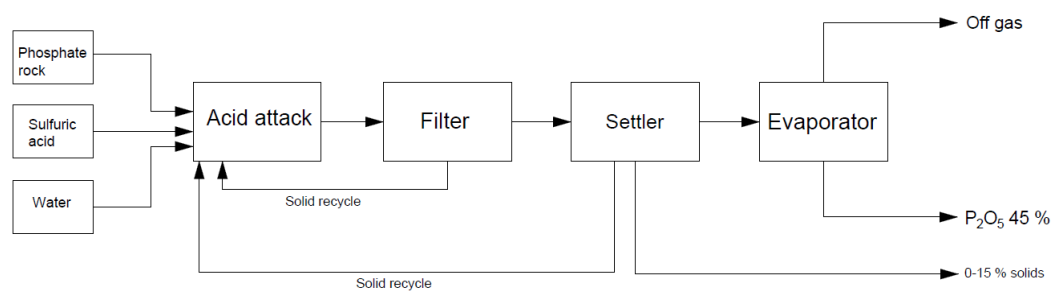 Phosphate
rock
Sulfuric
acid
Water
Acid attack
Filter
Settler
Evaporator
Off gas
Solid recycle
Solid recycle
P₂O₅ 45 %
0-15 % solids